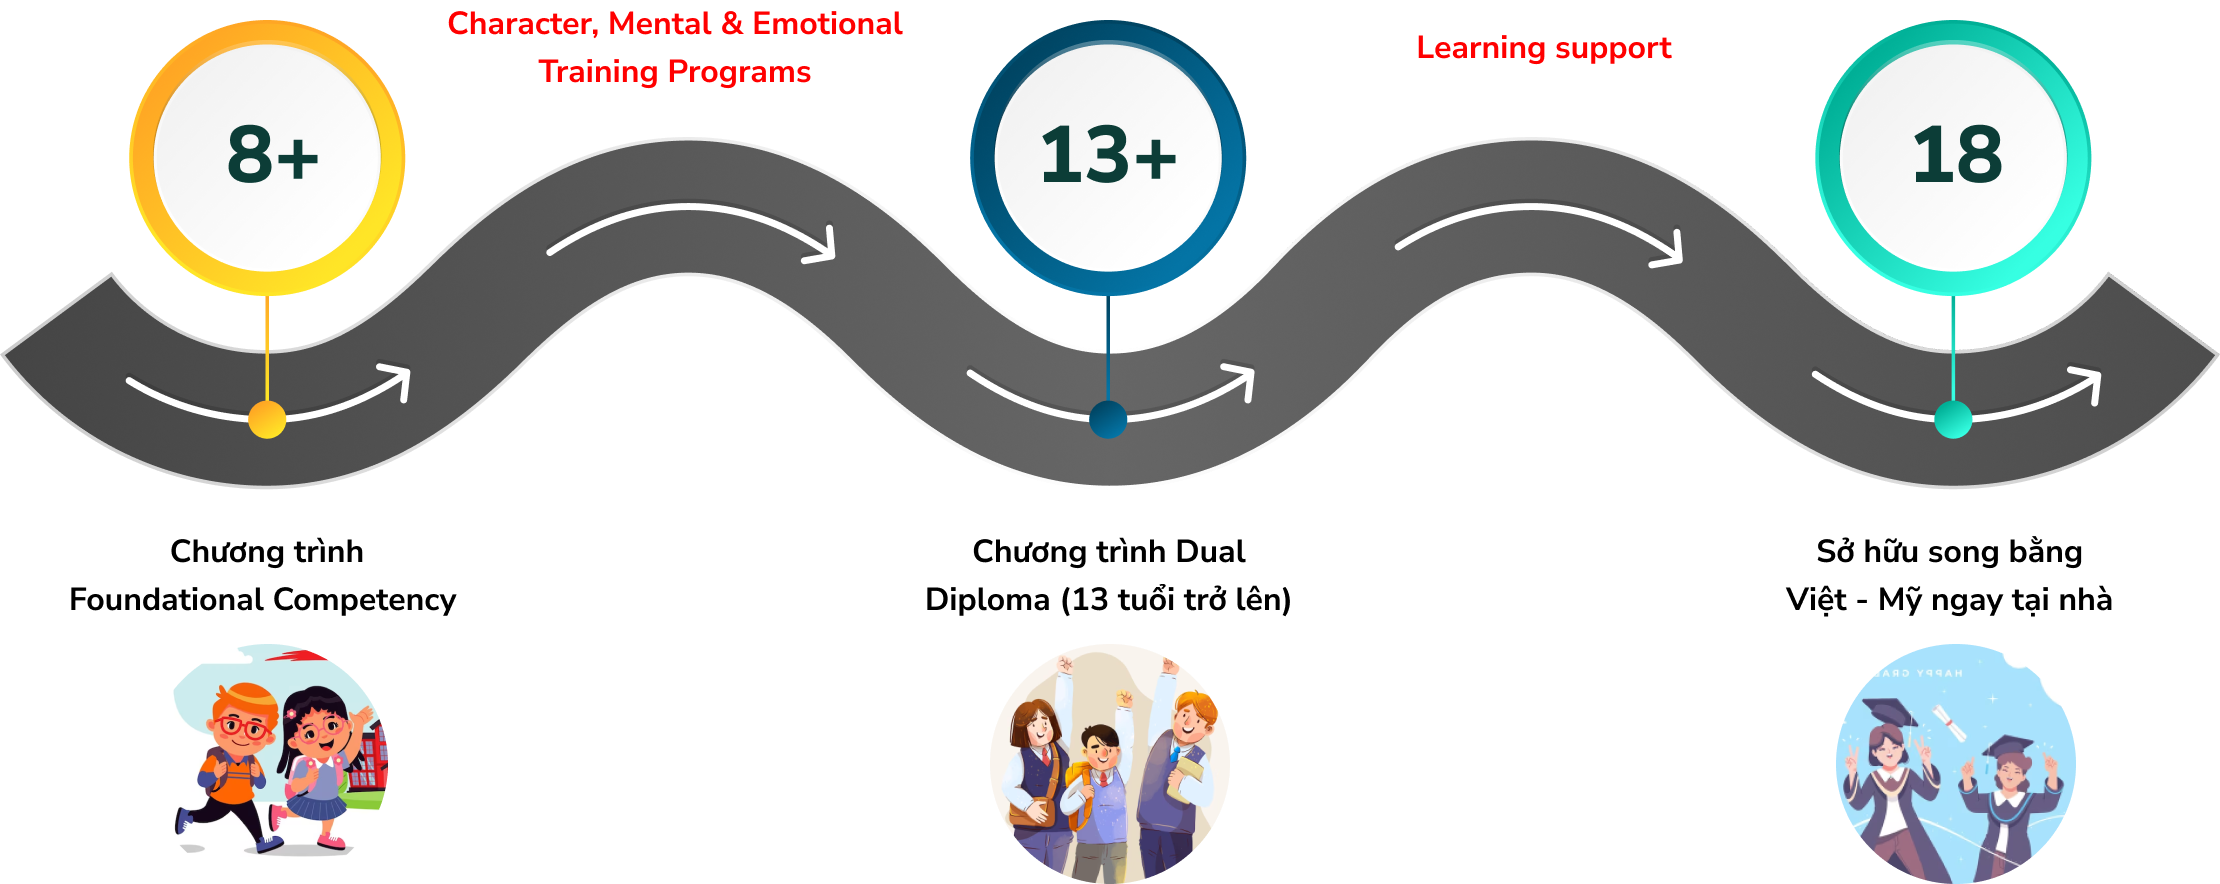 Character, Mental & Emotional
Training Programs
Learning support
8+
13+
18
Chương trình
Foundational Competency
Chương trình Dual
Diploma (13 tuổi trở lên)
Sở hữu song bằng
Việt - Mỹ ngay tại nhà
HAPPY GRA